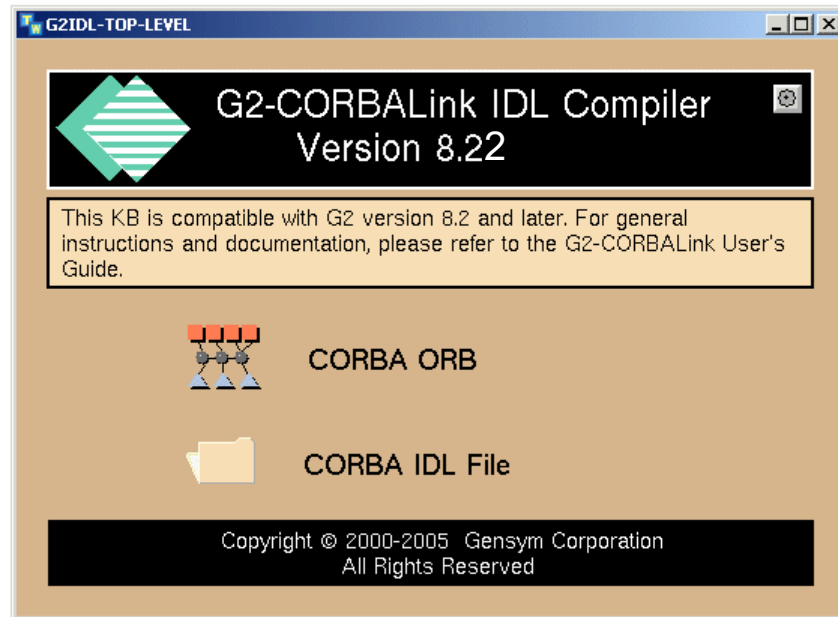 G2IDL-TOP-LEVEL
G2-CORBALink IDL Compiler
Version 8.22
This KB is compatible with G2 version 8.2 and later. For general
instructions and documentation, please refer to the G2-CORBALink User's
Guide.
CORBA ORB
CORBA IDL File
Copyright © 2000-2005 Gensym Corporation
All Rights Reserved